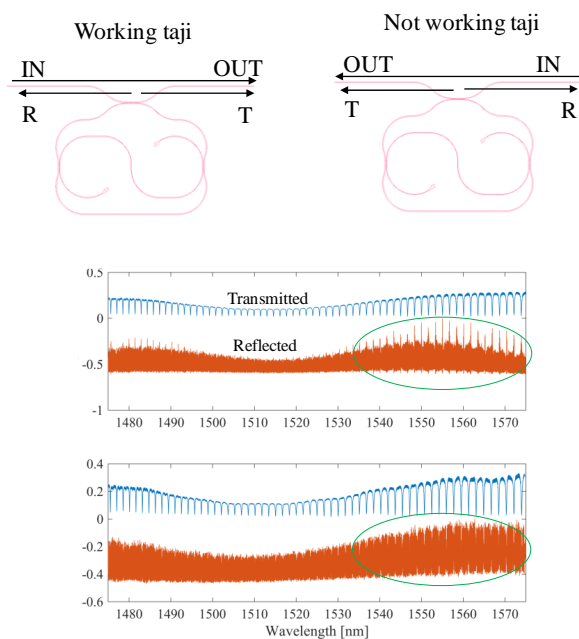 Working taji
Not working taji
IN
OUT
R
T
OUT
IN
T
R
0.5
0
-0.5
-1
Transmitted
Reflected
1480
1490
1500
1510
1520
1530
1540
1550
1560
1570
0.4
0.2
0
-0.2
-0.4
-0.6
1480
1490
1500
1510
1520
1530
1540
1550
1560
1570
Wavelength [nm]